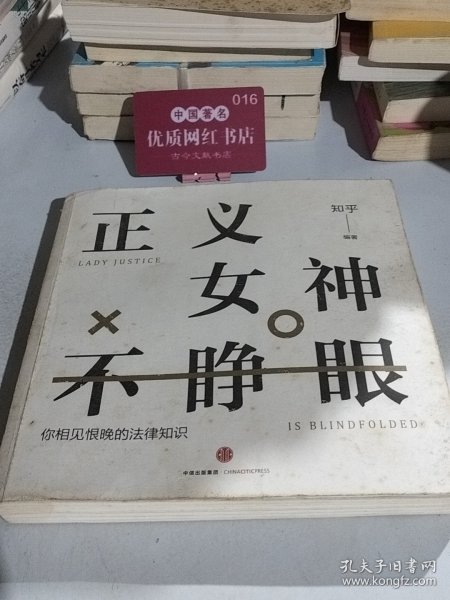 016
中国著名
优质网红书店
古今文献书店
正义
知乎
编著
LADY JUSTICE
女神
不睁眼
IS BLINDFOLDED
你相见恨晚的法律知识
中信出版集团·CHINACITICPRESS
孔夫子旧书网
www.kongfz.com